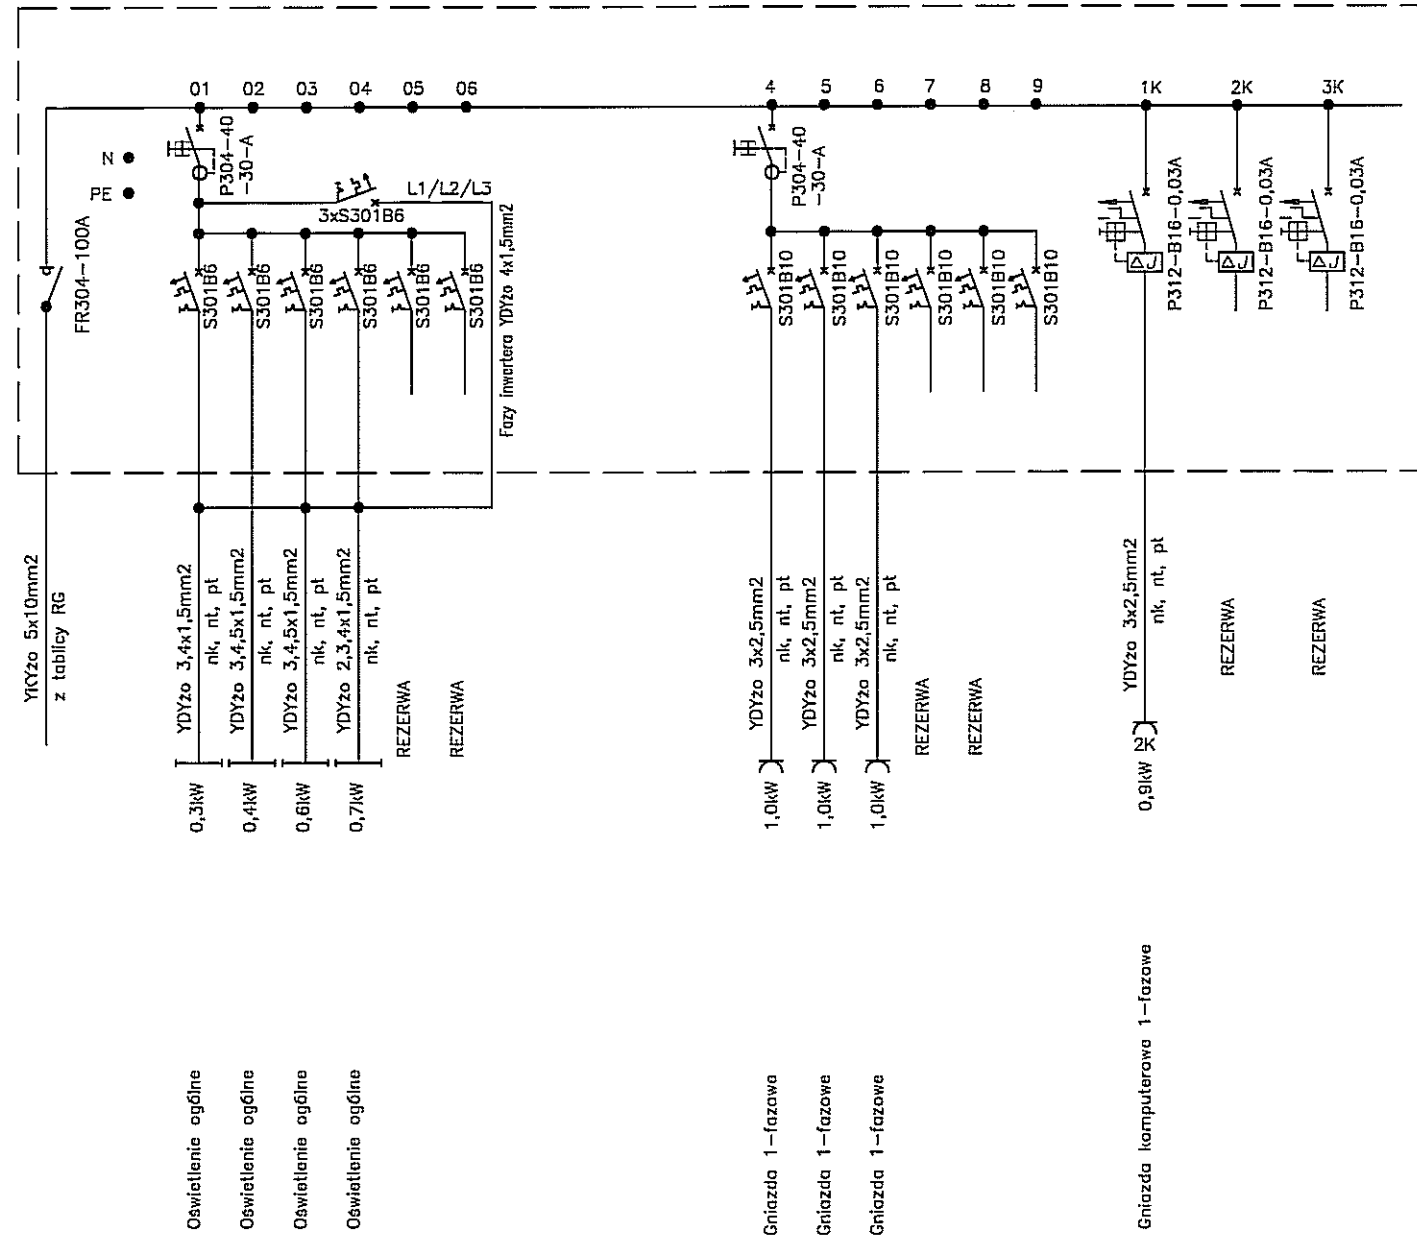 01 02 03 04 05 06 4 5 6 7 8 9 1K 2K 3K
N
PE
FR304-100A
P304-40
-30-A
L1/L2/L3
3xS301B6
S301B6
S301B6
S301B6
S301B6
S301B6
S301B6
Fazy inwertera YDYżo 4x1,5mm2
P304-40
-30-A
S301B10
S301B10
S301B10
S301B10
S301B10
S301B10
P312-B16-0,03A
P312-B16-0,03A
P312-B16-0,03A
YKYżo 5x10mm2
z tablicy RG
YDYżo 3,4x1,5mm2
nk, nt, pt
YDYżo 3,4,5x1,5mm2
nk, nt, pt
YDYżo 3,4,5x1,5mm2
nk, nt, pt
YDYżo 2,3,4x1,5mm2
nk, nt, pt
REZERWA
REZERWA
YDYżo 3x2,5mm2
nk, nt, pt
YDYżo 3x2,5mm2
nk, nt, pt
YDYżo 3x2,5mm2
nk, nt, pt
REZERWA
REZERWA
YDYżo 3x2,5mm2
nk, nt, pt
REZERWA
REZERWA
2K
0,3kW
0,4kW
0,6kW
0,7kW
1,0kW
1,0kW
1,0kW
0,9kW
Oświetlenie ogólne
Oświetlenie ogólne
Oświetlenie ogólne
Oświetlenie ogólne
Gniazda 1-fazowe
Gniazda 1-fazowe
Gniazda 1-fazowe
Gniazda komputerowe 1-fazowe